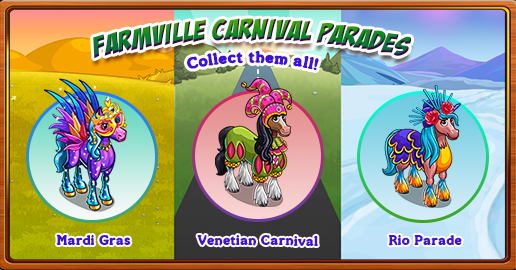 FARMVILLE CARNIVAL PARADES
Collect them all!
Mardi Gras
Venetian Carnival
Rio Parade